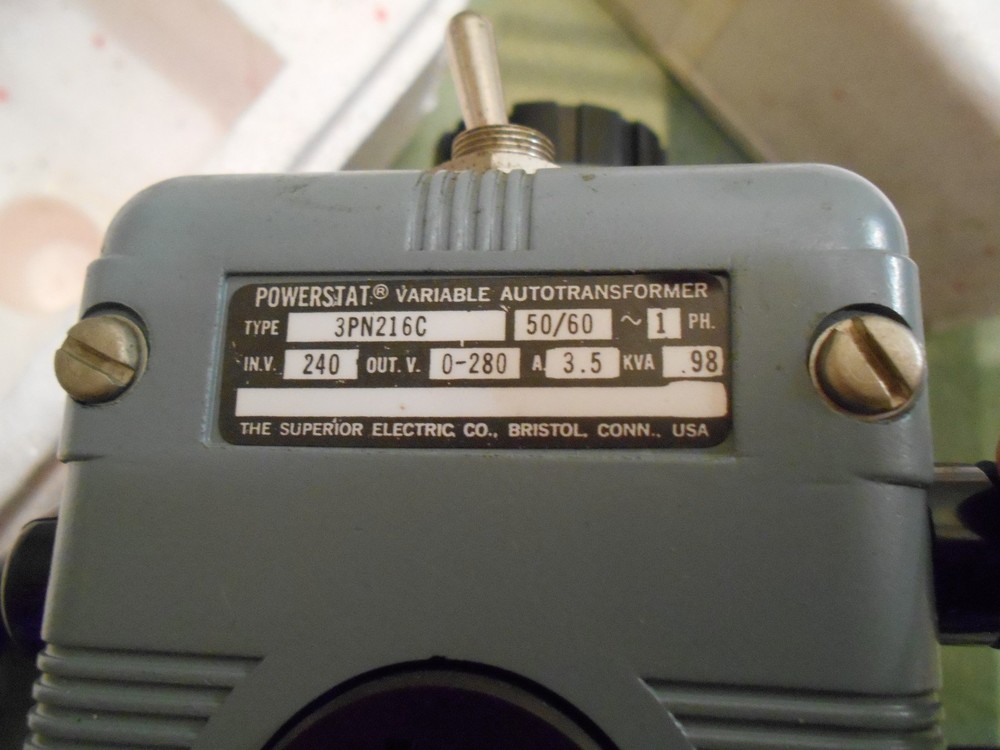 POWERSTAT® VARIABLE AUTOTRANSFORMER
TYPE 3PN216C 50/60 ~ 1 PH.
IN.V. 240 OUT. V. 0-280 A. 3.5 KVA .98
THE SUPERIOR ELECTRIC CO., BRISTOL, CONN., USA